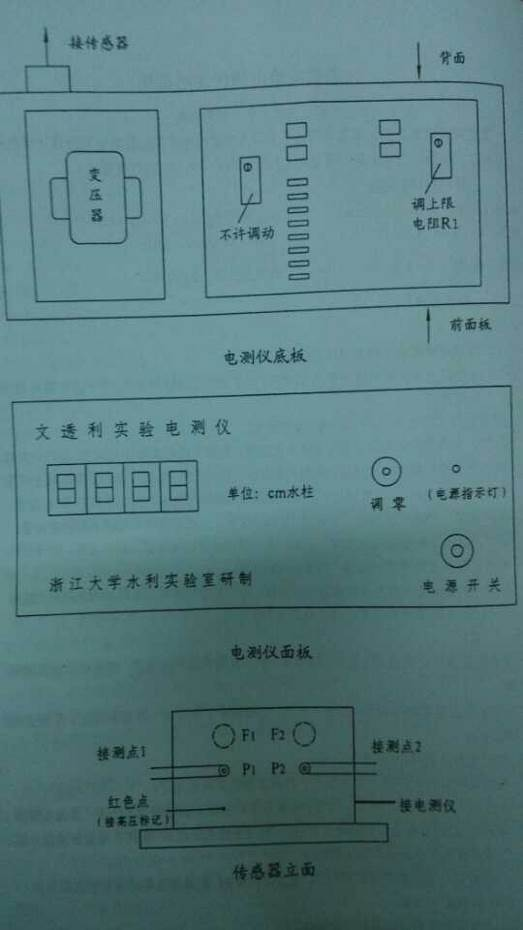 接传感器
背面
变
压
器
不许调动
调上限
电阻R1
前面板
电测仪底板
文透利实验电测仪
单位：cm水柱
调零
(电源指示灯)
浙江大学水利实验室研制
电源开关
电测仪面板
F1 F2
接测点1
接测点2
P1 P2
红色点
(接高压标记)
接电测仪
传感器立面